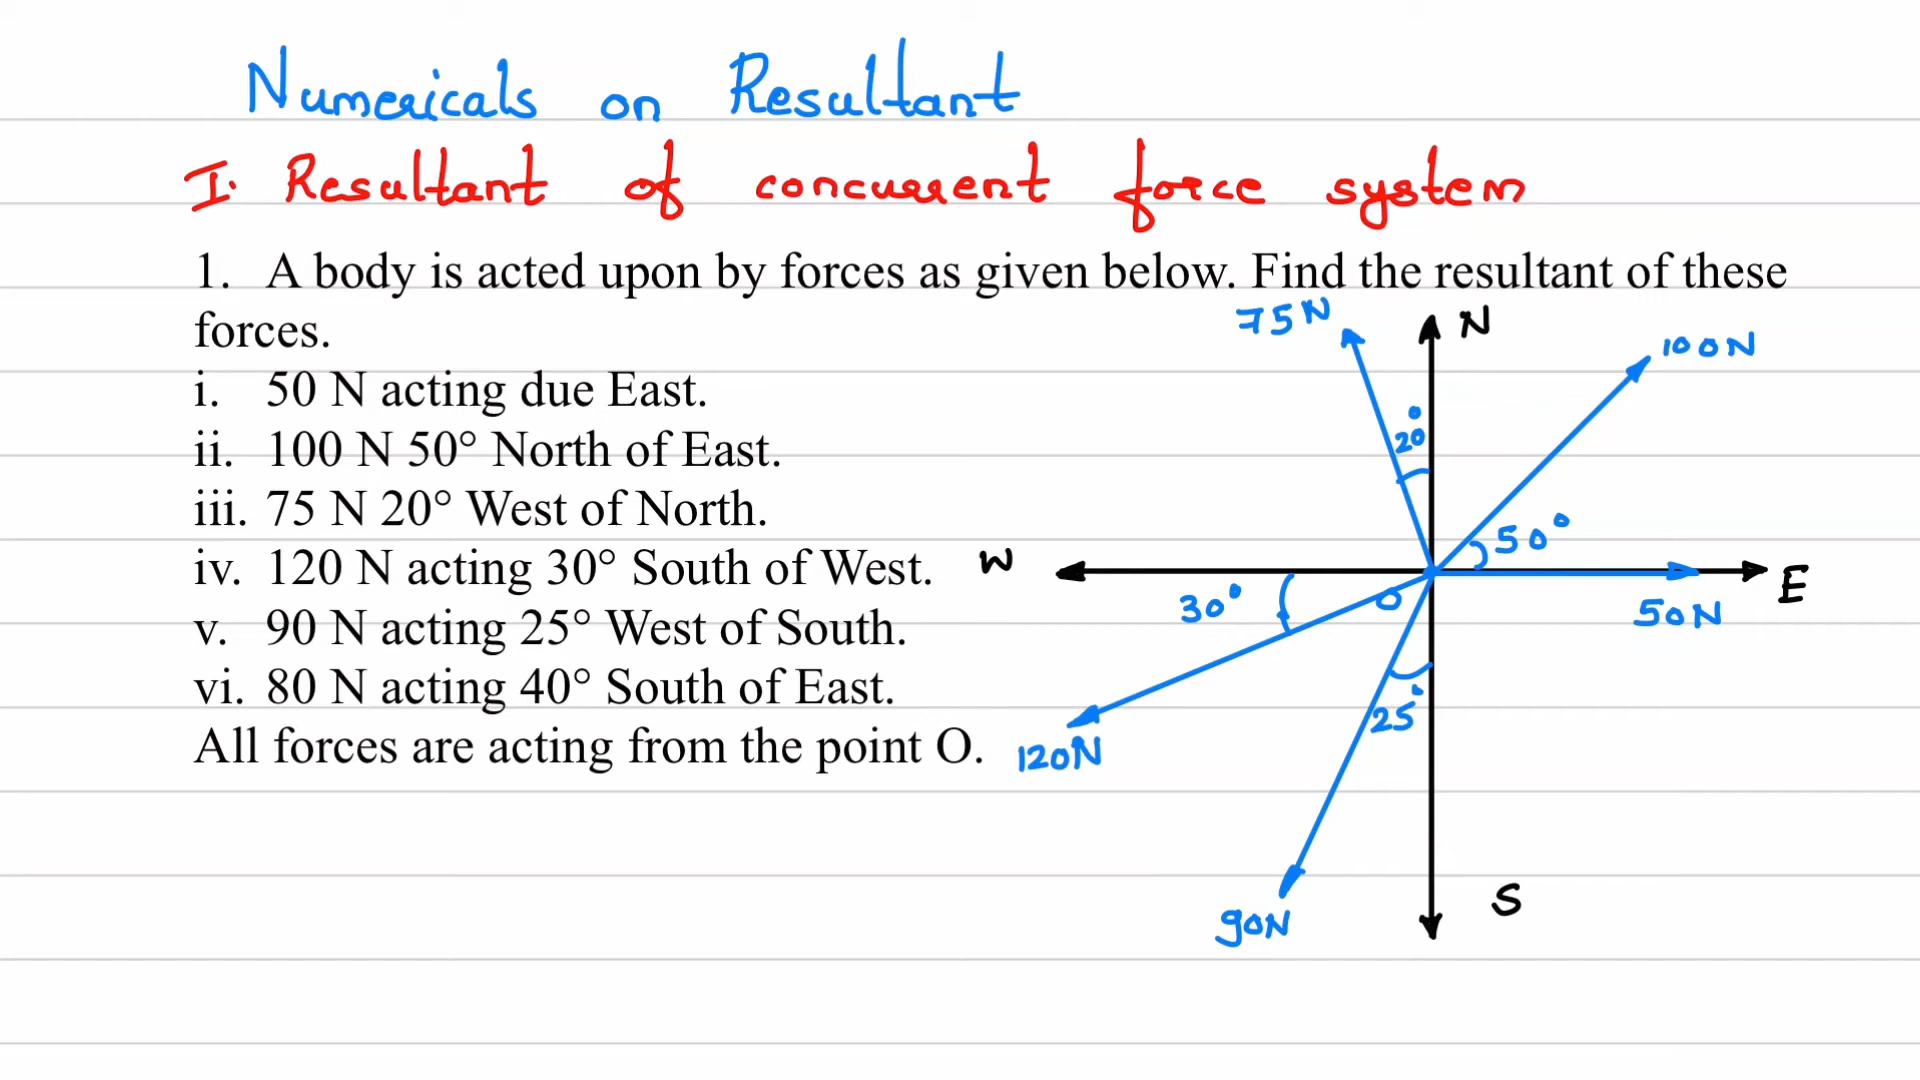 Numericals on Resultant
I. Resultant of concurrent force system
1. A body is acted upon by forces as given below. Find the resultant of these
forces.
i. 50 N acting due East.
ii. 100 N 50° North of East.
iii. 75 N 20° West of North.
iv. 120 N acting 30° South of West.
v. 90 N acting 25° West of South.
vi. 80 N acting 40° South of East.
All forces are acting from the point O.
75N
N
100N
20°
50°
W
E
30°
O
50N
25°
120N
S
90N